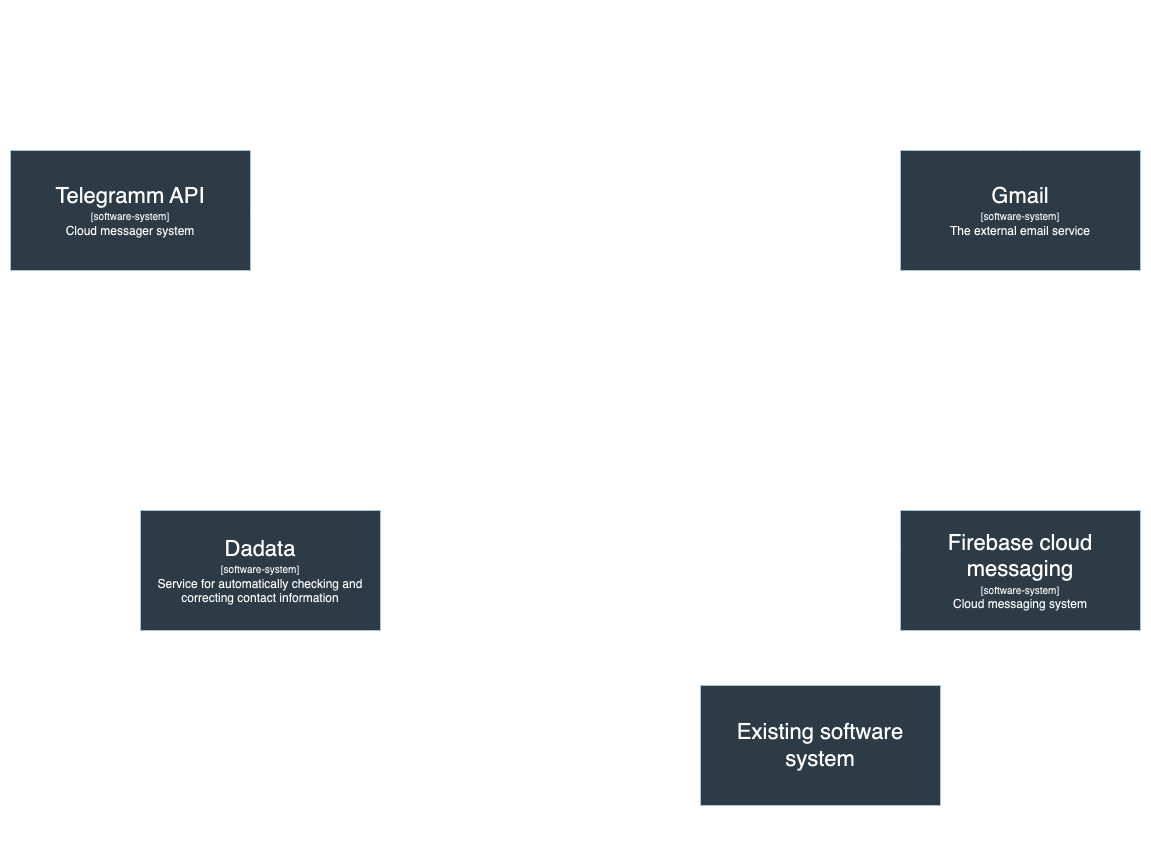 Telegramm API
[software-system]
Cloud messager system
Gmail
[software-system]
The external email service
Dadata
[software-system]
Service for automatically checking and
correcting contact information
Firebase cloud
messaging
[software-system]
Cloud messaging system
Existing software
system